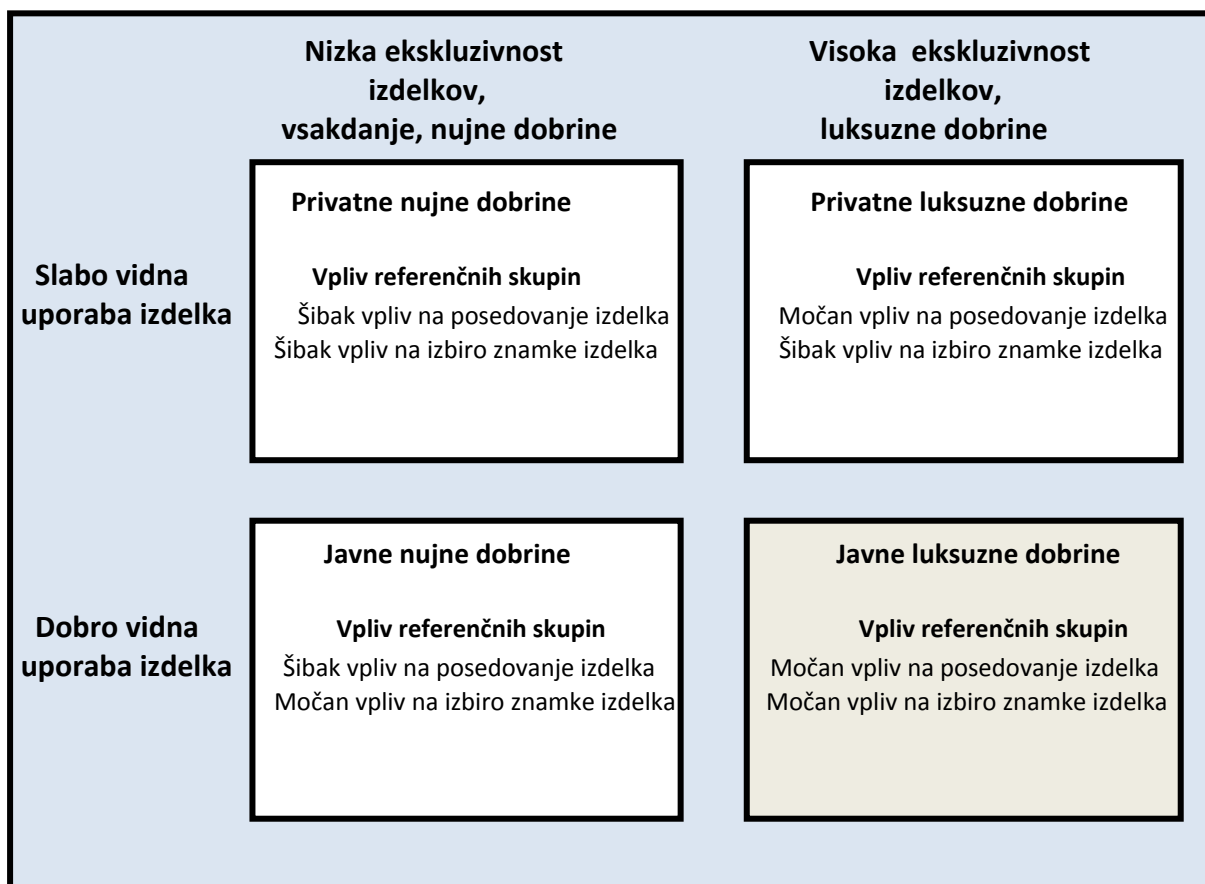 Nizka ekskluzivnost
izdelkov,
vsakdanje, nujne dobrine
Visoka ekskluzivnost
izdelkov,
luksuzne dobrine
Slabo vidna
uporaba izdelka
Privatne nujne dobrine
Vpliv referenčnih skupin
Šibak vpliv na posedovanje izdelka
Šibak vpliv na izbiro znamke izdelka
Privatne luksuzne dobrine
Vpliv referenčnih skupin
Močan vpliv na posedovanje izdelka
Šibak vpliv na izbiro znamke izdelka
Dobro vidna
uporaba izdelka
Javne nujne dobrine
Vpliv referenčnih skupin
Šibak vpliv na posedovanje izdelka
Močan vpliv na izbiro znamke izdelka
Javne luksuzne dobrine
Vpliv referenčnih skupin
Močan vpliv na posedovanje izdelka
Močan vpliv na izbiro znamke izdelka